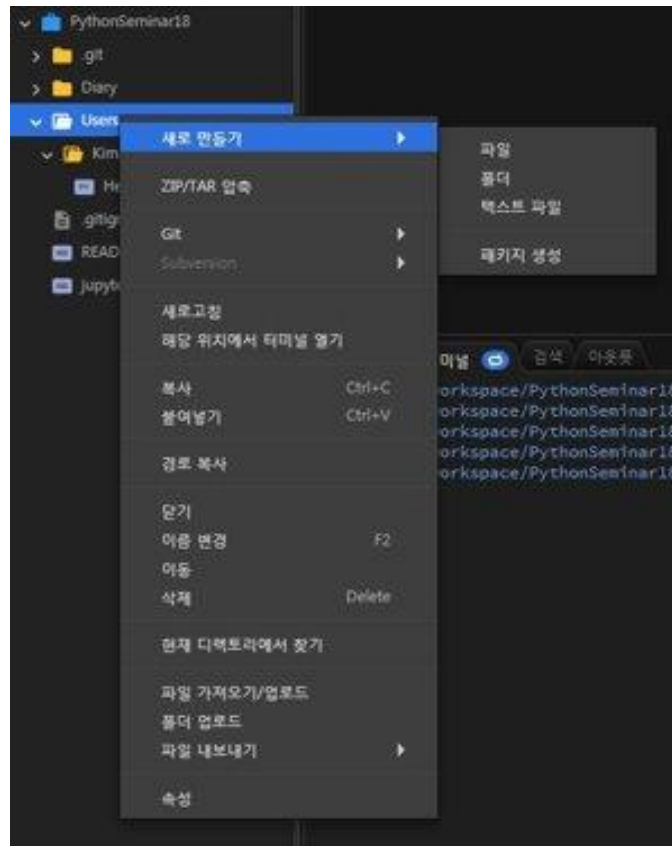 PythonSeminar18
.git
Diary
Users
Kim
He
.gitig
READ
jupyt
새로 만들기
ZIP/TAR 압축
Git
Subversion
새로고침
해당 위치에서 터미널 열기
복사 Ctrl+C
붙여넣기 Ctrl+V
경로 복사
닫기
이름 변경 F2
이동
삭제 Delete
현재 디렉토리에서 찾기
파일 가져오기/업로드
폴더 업로드
파일 내보내기
속성
파일
폴더
텍스트 파일
패키지 생성
미널 검색 아웃풋
orkspace/PythonSeminar18
orkspace/PythonSeminar18
orkspace/PythonSeminar18
orkspace/PythonSeminar18
orkspace/PythonSeminar18